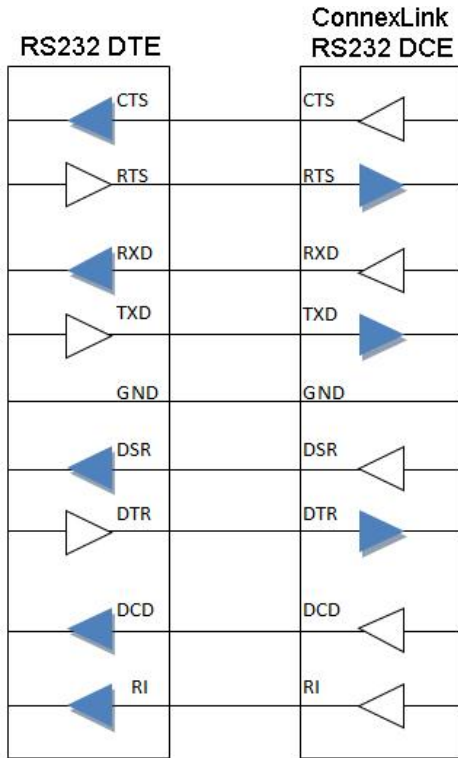 RS232 DTE
ConnexLink
RS232 DCE
CTS
CTS
RTS
RTS
RXD
RXD
TXD
TXD
GND
GND
DSR
DSR
DTR
DTR
DCD
DCD
RI
RI